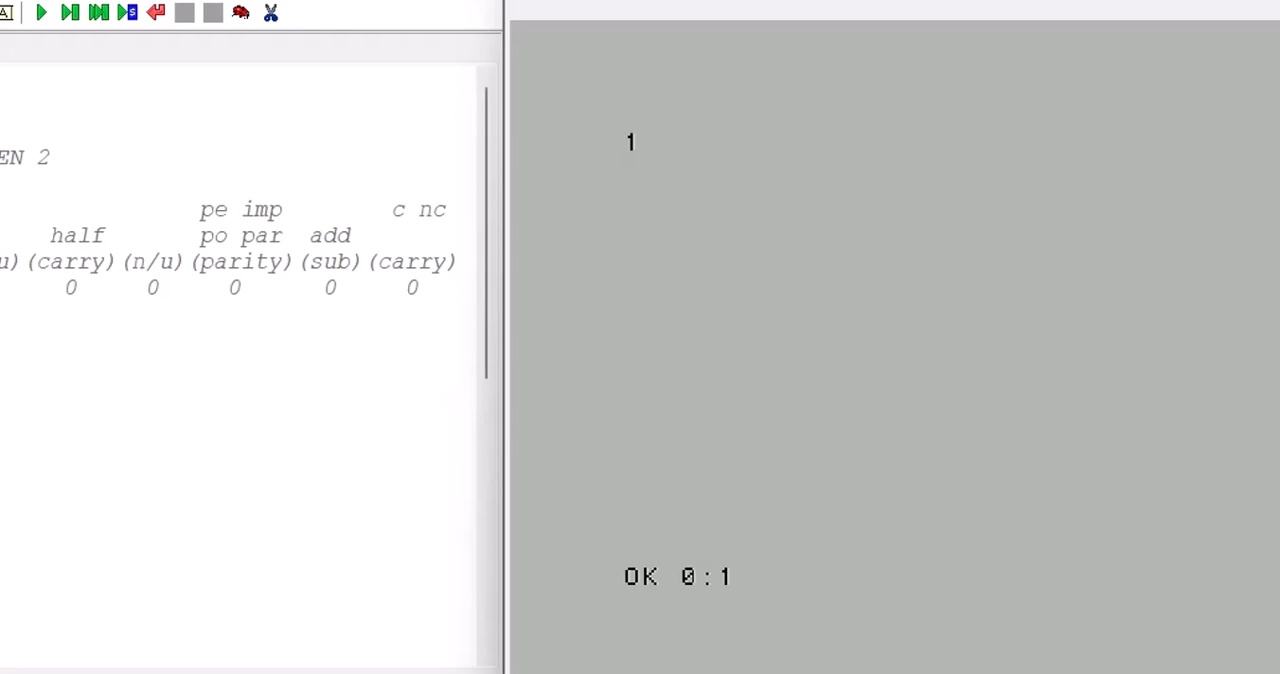 EN 2
pe imp c nc
half po par add
u)(carry)(n/u)(parity)(sub)(carry)
0 0 0 0 0
1
OK 0:1